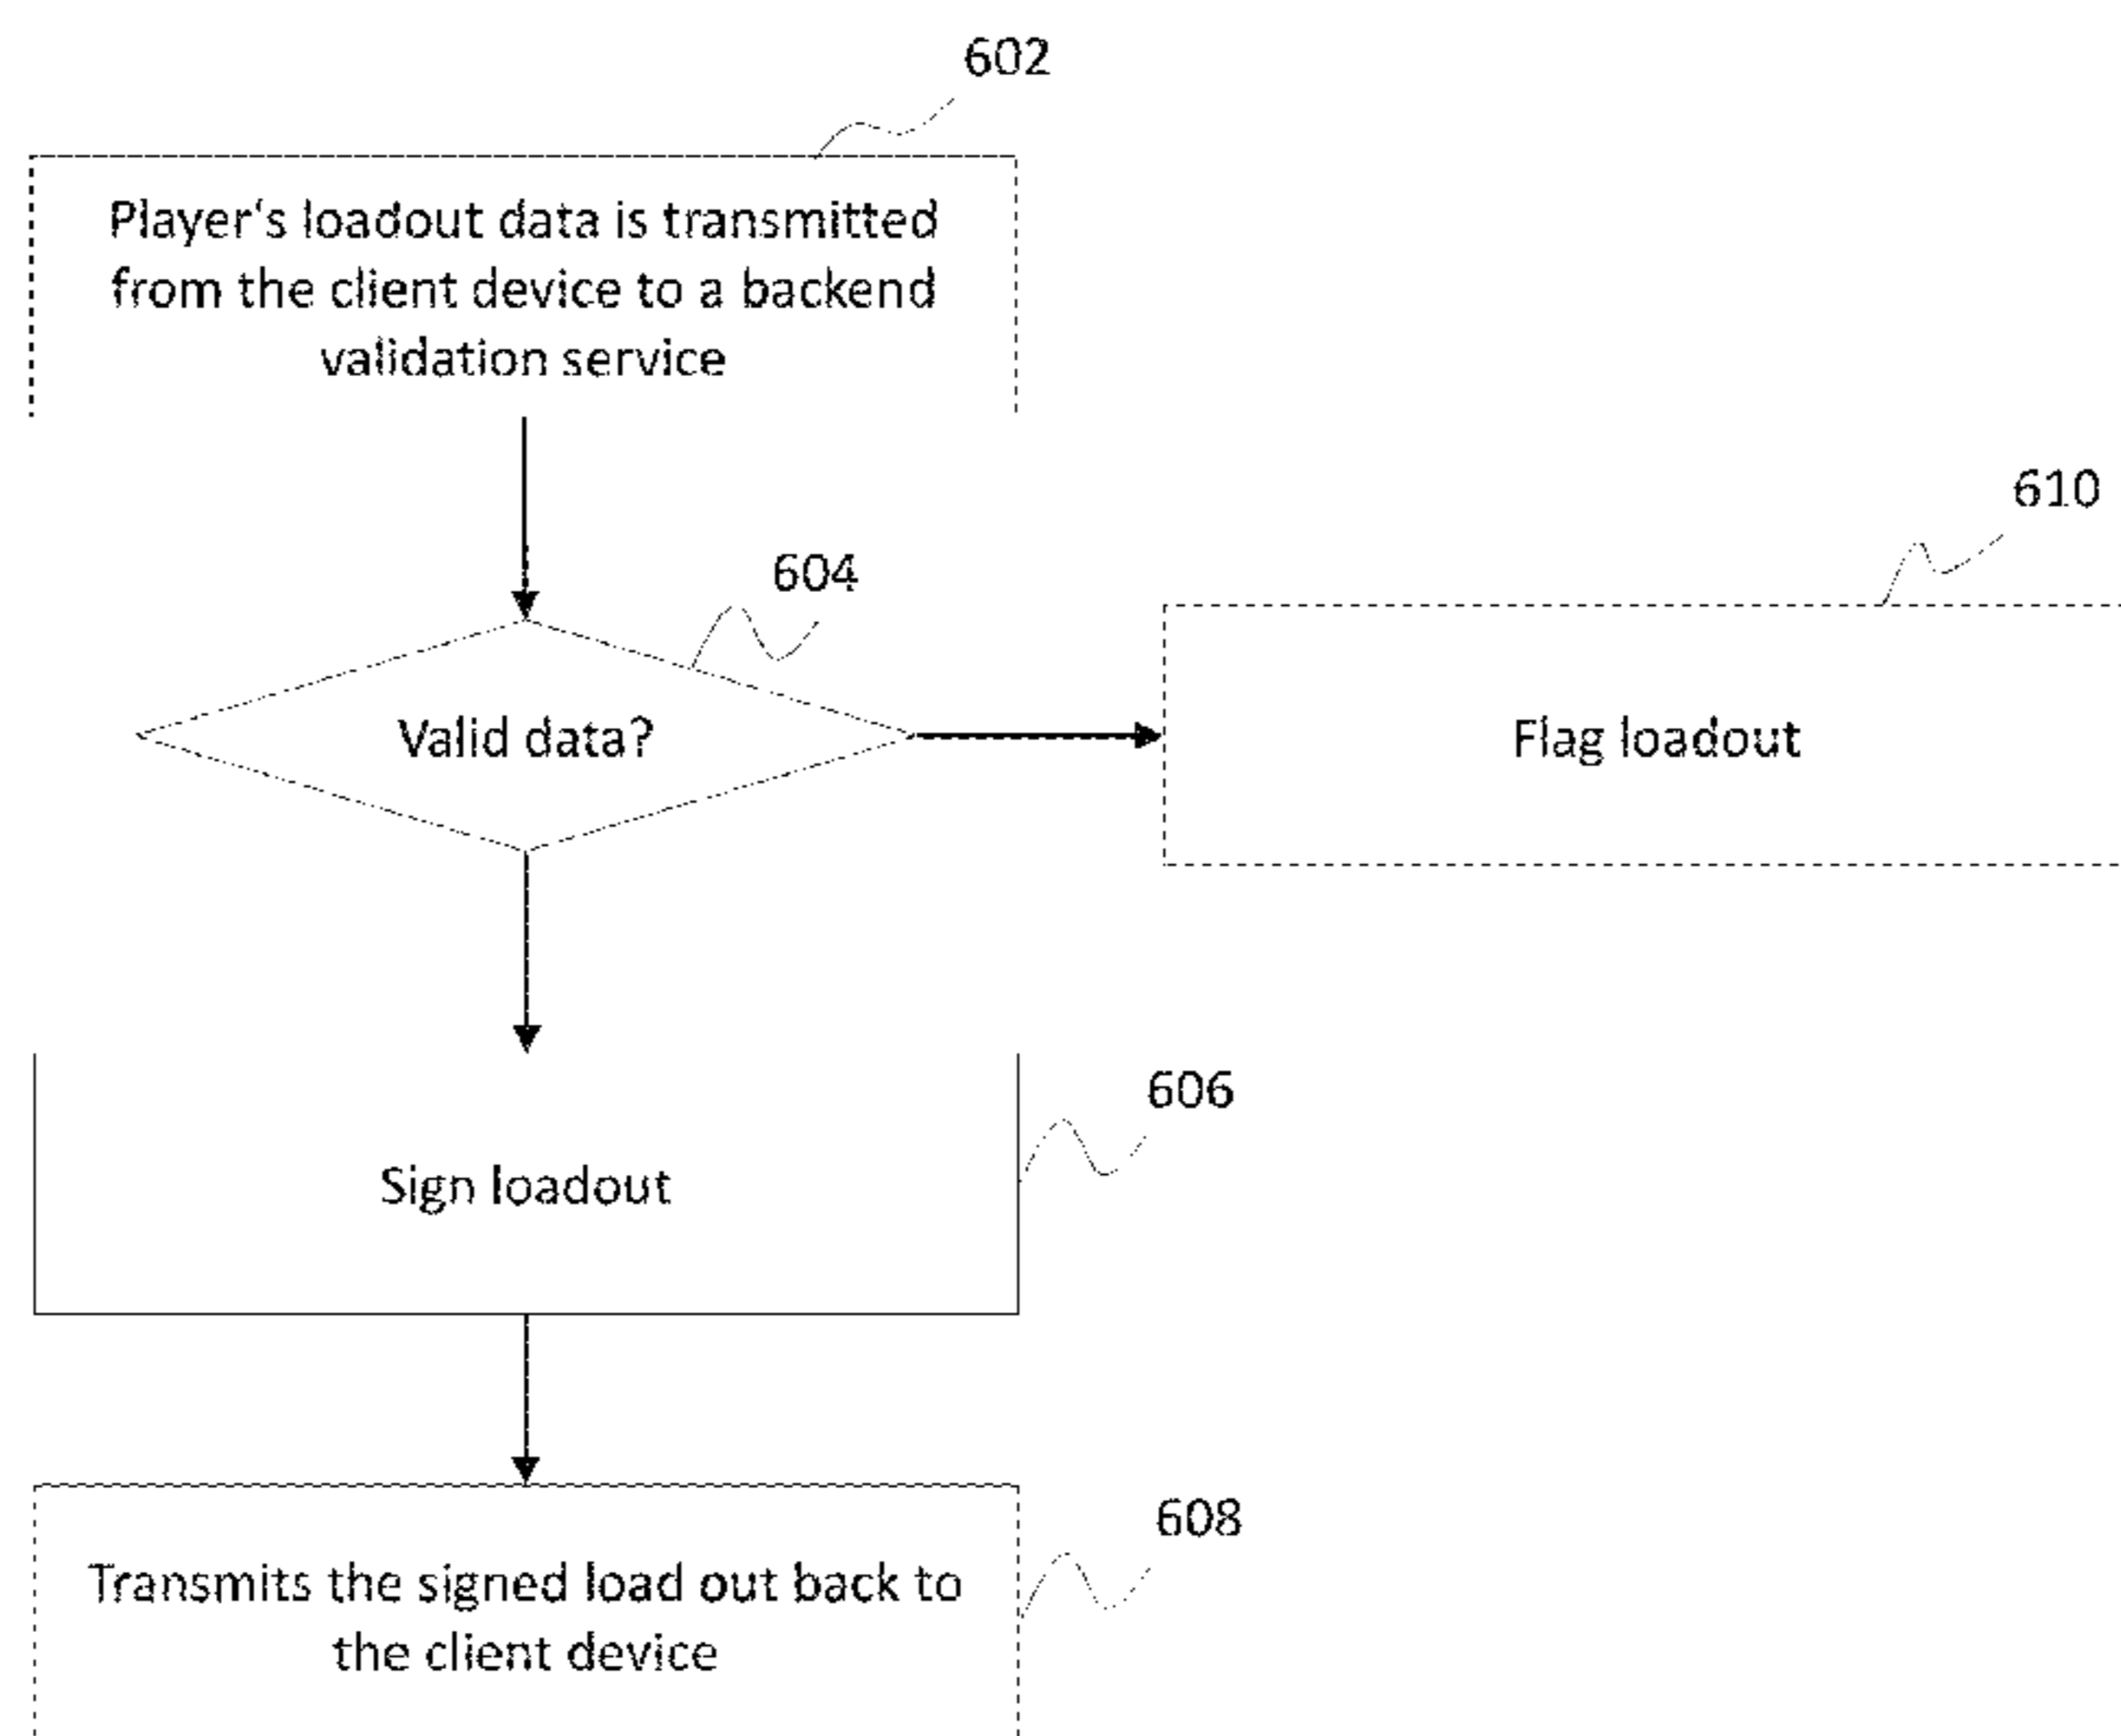 602
Player's loadout data is transmitted
from the client device to a backend
validation service
610
604
Valid data?
Flag loadout
606
Sign loadout
608
Transmits the signed load out back to
the client device